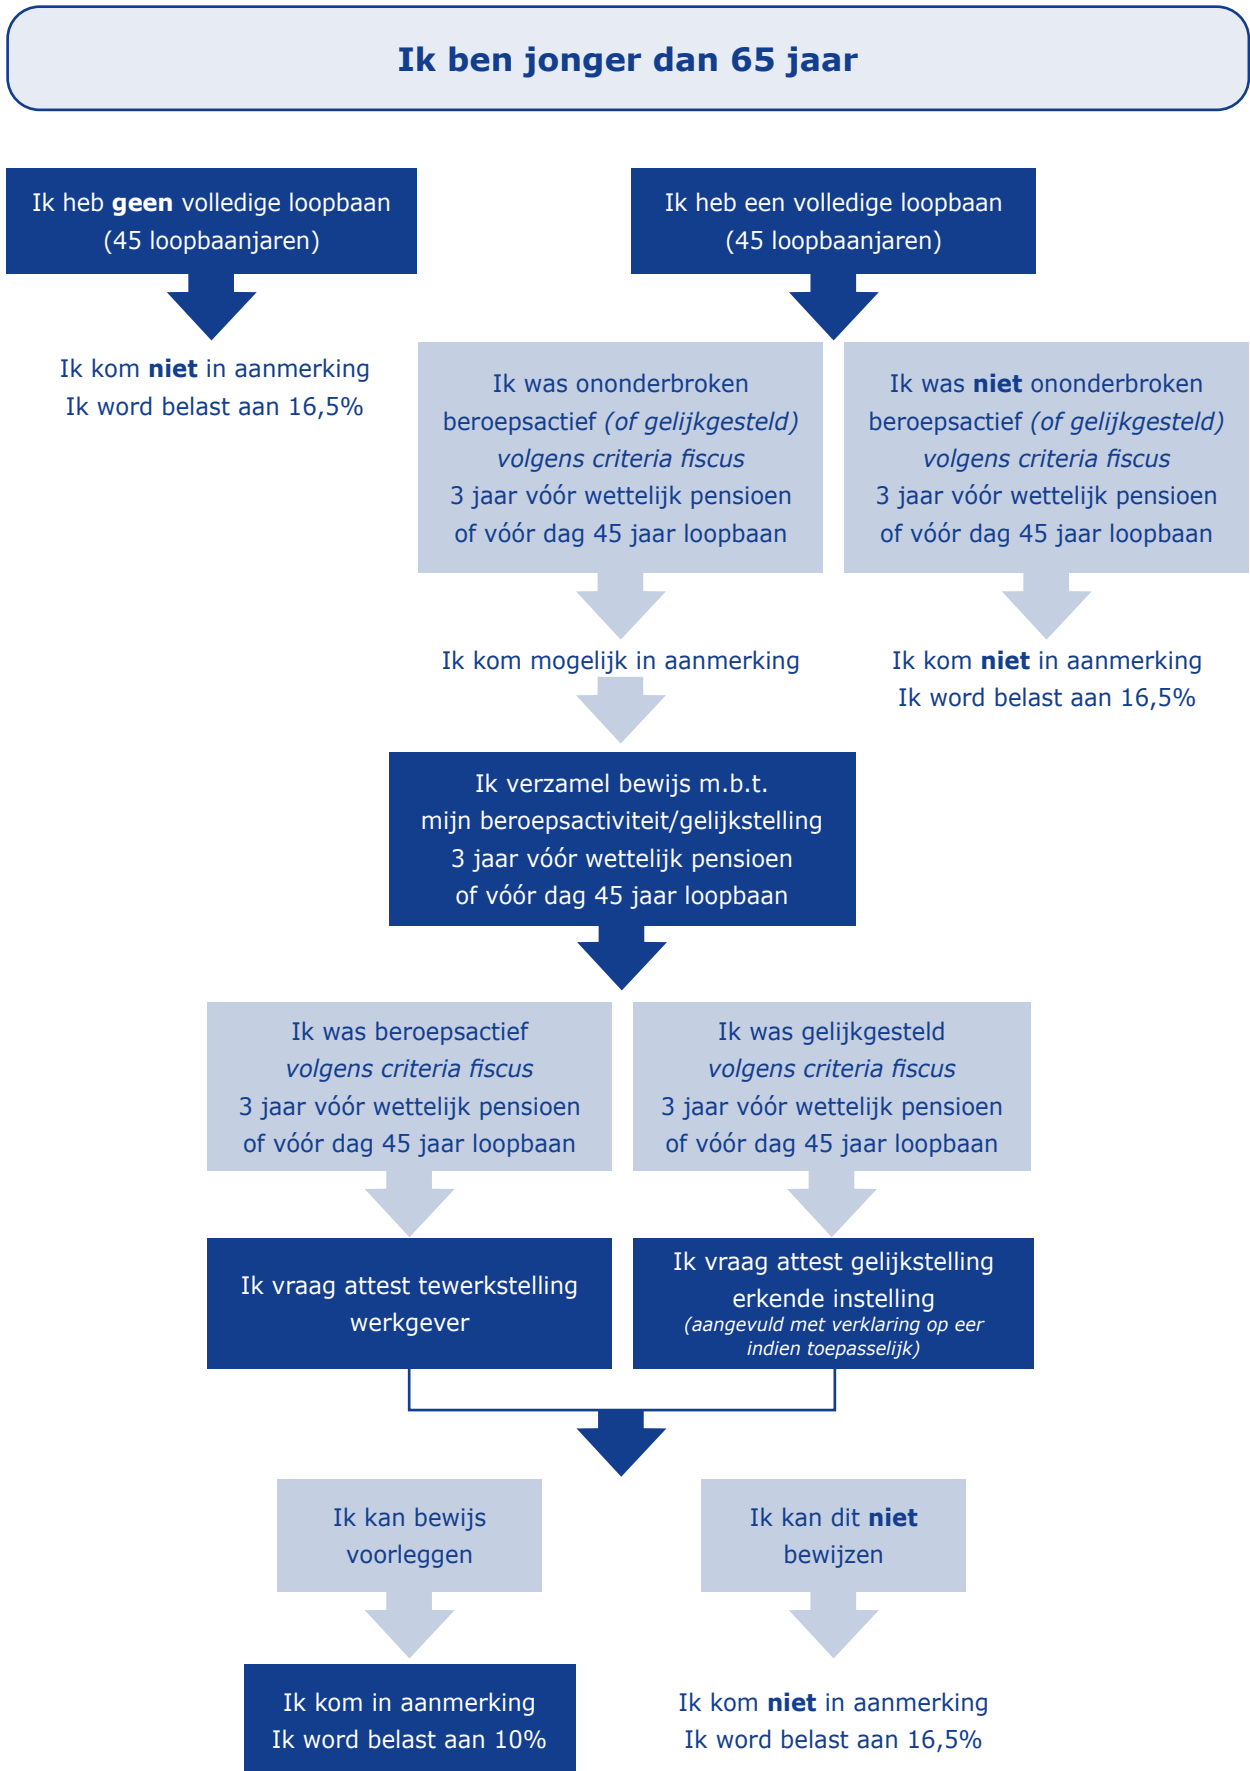 Ik ben jonger dan 65 jaar
Ik heb geen volledige loopbaan
(45 loopbaanjaren)
Ik heb een volledige loopbaan
(45 loopbaanjaren)
Ik kom niet in aanmerking
Ik word belast aan 16,5%
Ik was ononderbroken
beroepsactief (of gelijkgesteld)
volgens criteria fiscus
3 jaar vóór wettelijk pensioen
of vóór dag 45 jaar loopbaan
Ik was niet ononderbroken
beroepsactief (of gelijkgesteld)
volgens criteria fiscus
3 jaar vóór wettelijk pensioen
of vóór dag 45 jaar loopbaan
Ik kom mogelijk in aanmerking
Ik kom niet in aanmerking
Ik word belast aan 16,5%
Ik verzamel bewijs m.b.t.
mijn beroepsactiviteit/gelijkstelling
3 jaar vóór wettelijk pensioen
of vóór dag 45 jaar loopbaan
Ik was beroepsactief
volgens criteria fiscus
3 jaar vóór wettelijk pensioen
of vóór dag 45 jaar loopbaan
Ik was gelijkgesteld
volgens criteria fiscus
3 jaar vóór wettelijk pensioen
of vóór dag 45 jaar loopbaan
Ik vraag attest tewerkstelling
werkgever
Ik vraag attest gelijkstelling
erkende instelling
(aangevuld met verklaring op eer
indien toepasselijk)
Ik kan bewijs
voorleggen
Ik kan dit niet
bewijzen
Ik kom in aanmerking
Ik word belast aan 10%
Ik kom niet in aanmerking
Ik word belast aan 16,5%